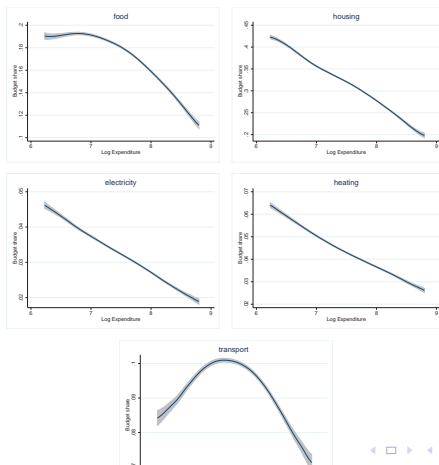 food
Budget share
.2
.18
.16
.14
.12
.1
6 7 8 9
Log Expenditure
housing
Budget share
.45
.4
.35
.3
.25
.2
6 7 8 9
Log Expenditure
electricity
Budget share
.05
.04
.03
.02
6 7 8 9
Log Expenditure
heating
Budget share
.07
.06
.05
.04
.03
.02
6 7 8 9
Log Expenditure
transport
Budget share
.1
.09
.08